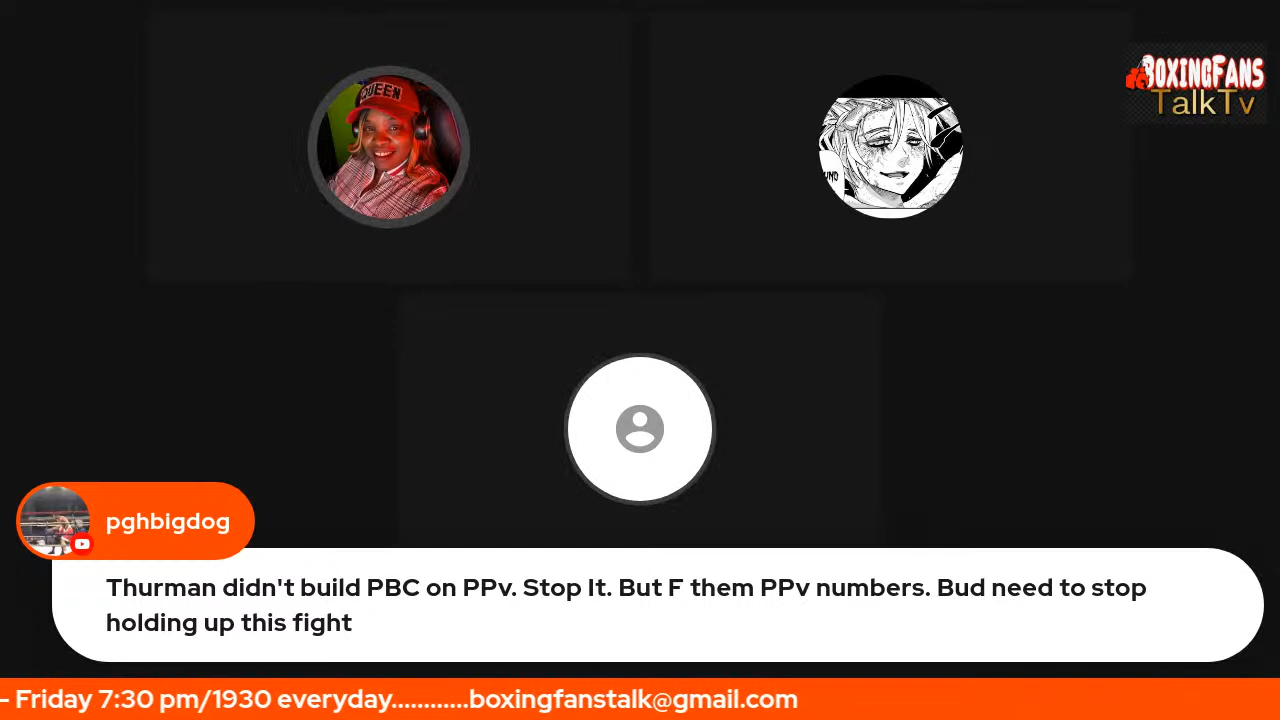 QUEEN
BOXINGFANS
TalkTv
UNO
pghbigdog
Thurman didn't build PBC on PPv. Stop It. But F them PPv numbers. Bud need to stop
holding up this fight
– Friday 7:30 pm/1930 everyday............boxingfanstalk@gmail.com